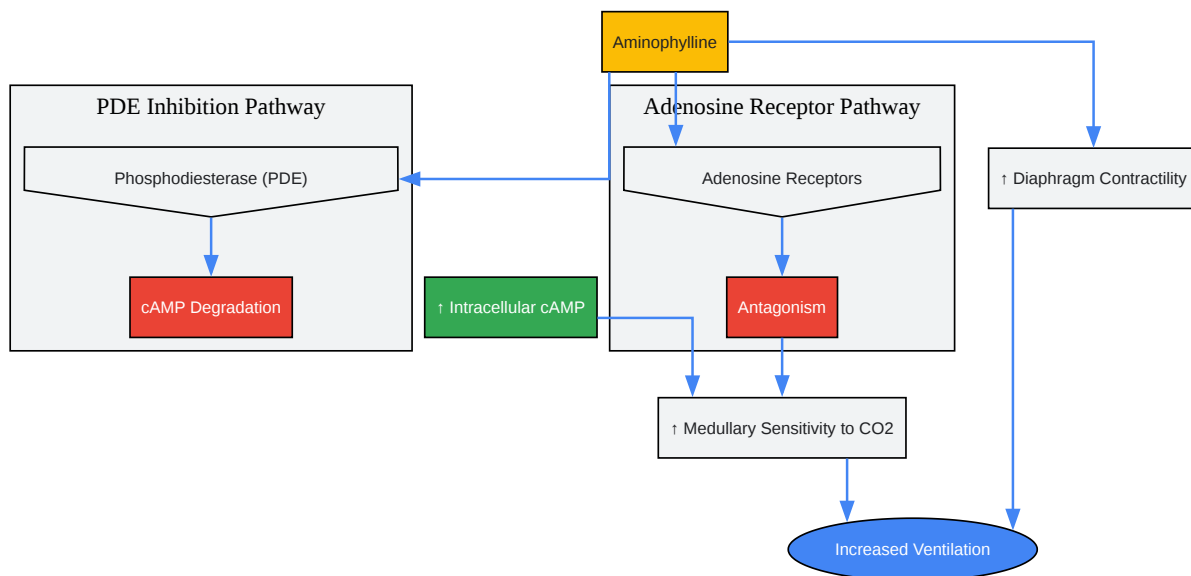 Aminophylline
PDE Inhibition Pathway
Adenosine Receptor Pathway
Phosphodiesterase (PDE)
Adenosine Receptors
↑ Diaphragm Contractility
cAMP Degradation
↑ Intracellular cAMP
Antagonism
↑ Medullary Sensitivity to CO2
Increased Ventilation